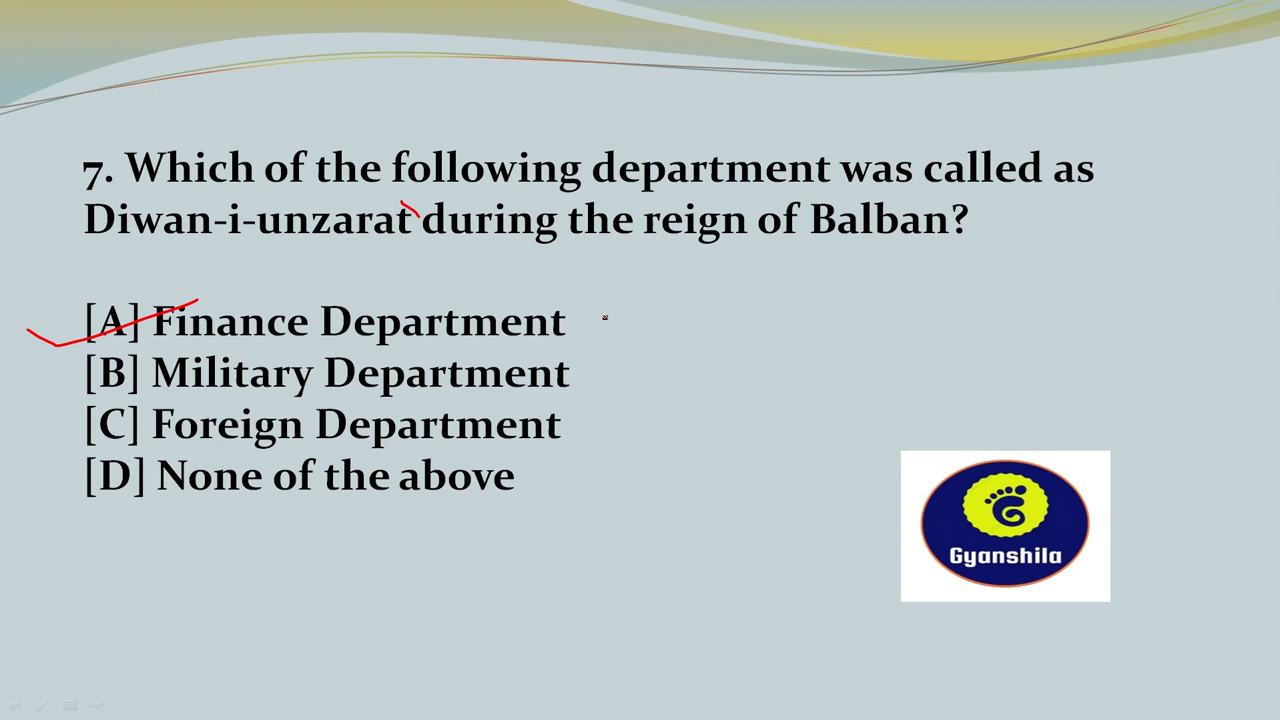 7. Which of the following department was called as
Diwan-i-unzarat during the reign of Balban?
[A] Finance Department
[B] Military Department
[C] Foreign Department
[D] None of the above
Gyanshila